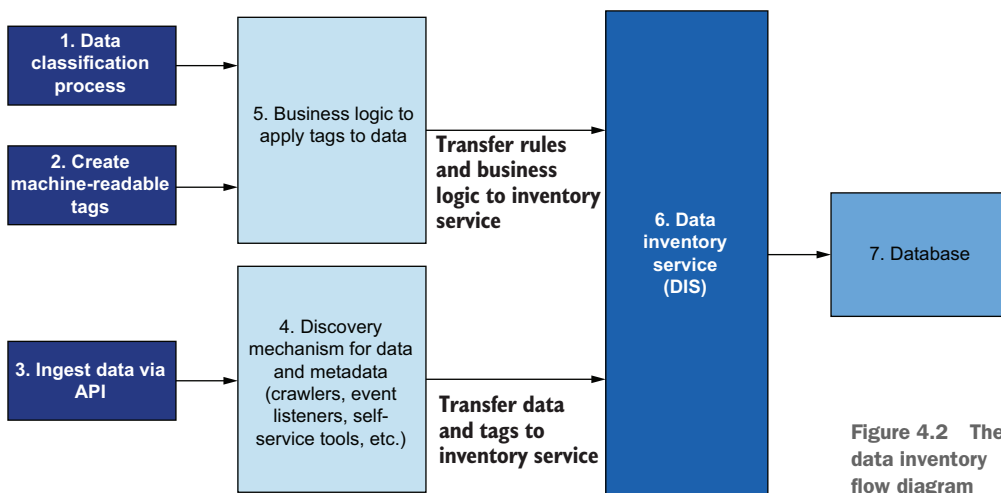 1. Data
classification
process
2. Create
machine-readable
tags
3. Ingest data via
API
5. Business logic to
apply tags to data
4. Discovery
mechanism for data
and metadata
(crawlers, event
listeners, self-
service tools, etc.)
Transfer rules
and business
logic to inventory
service
Transfer data
and tags to
inventory service
6. Data
inventory
service
(DIS)
7. Database
Figure 4.2 The
data inventory
flow diagram